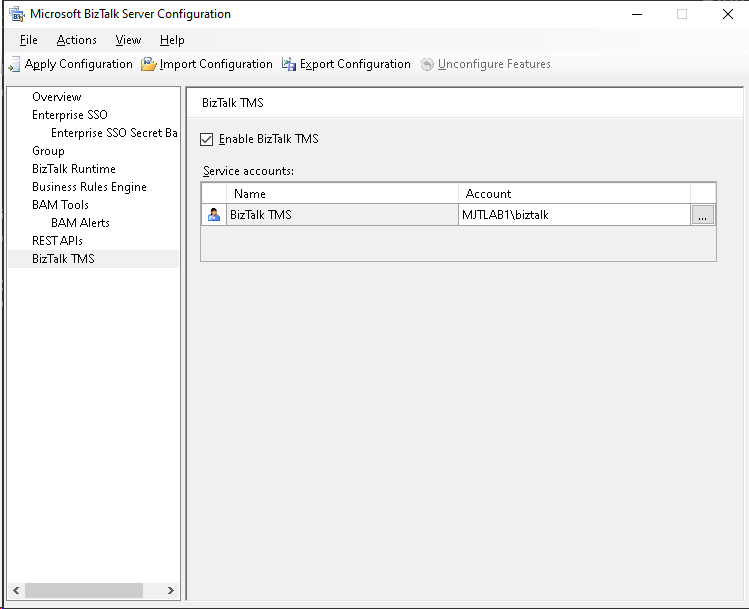 Microsoft BizTalk Server Configuration
File Actions View Help
Apply Configuration Import Configuration Export Configuration Unconfigure Features
Overview
Enterprise SSO
Enterprise SSO Secret Ba
Group
BizTalk Runtime
Business Rules Engine
BAM Tools
BAM Alerts
REST APIs
BizTalk TMS
BizTalk TMS
Enable BizTalk TMS
Service accounts:
Name Account
BizTalk TMS MJTLAB1\biztalk ...